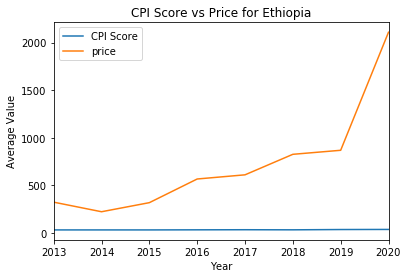 CPI Score vs Price for Ethiopia
CPI Score
price
2000
1500
1000
500
0
Average Value
2013
2014
2015
2016
2017
2018
2019
2020
Year